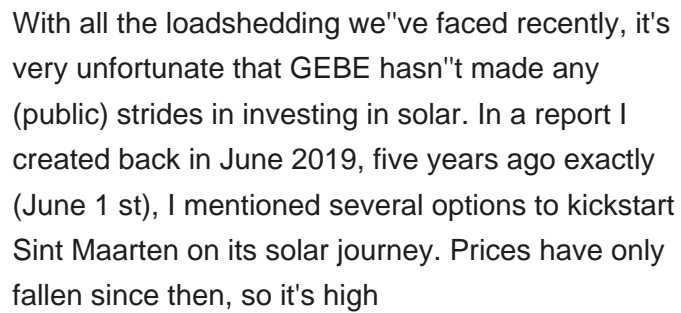 With all the loadshedding we"ve faced recently, it's
very unfortunate that GEBE hasn"t made any
(public) strides in investing in solar. In a report I
created back in June 2019, five years ago exactly
(June 1 st), I mentioned several options to kickstart
Sint Maarten on its solar journey. Prices have only
fallen since then, so it's high